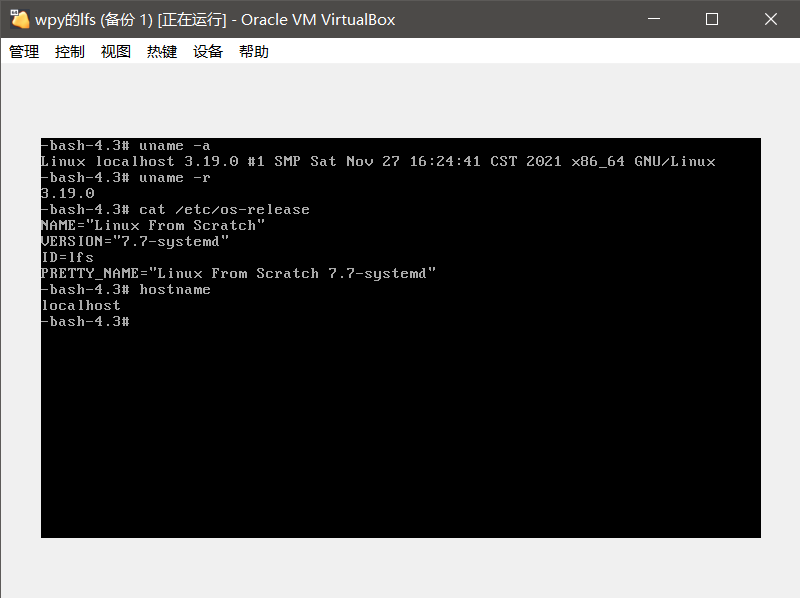 wpy的lfs (备份 1) [正在运行] - Oracle VM VirtualBox
管理 控制 视图 热键 设备 帮助
-bash-4.3# uname -a
Linux localhost 3.19.0 #1 SMP Sat Nov 27 16:24:41 CST 2021 x86_64 GNU/Linux
-bash-4.3# uname -r
3.19.0
-bash-4.3# cat /etc/os-release
NAME="Linux From Scratch"
VERSION="7.7-systemd"
ID=lfs
PRETTY_NAME="Linux From Scratch 7.7-systemd"
-bash-4.3# hostname
localhost
-bash-4.3#